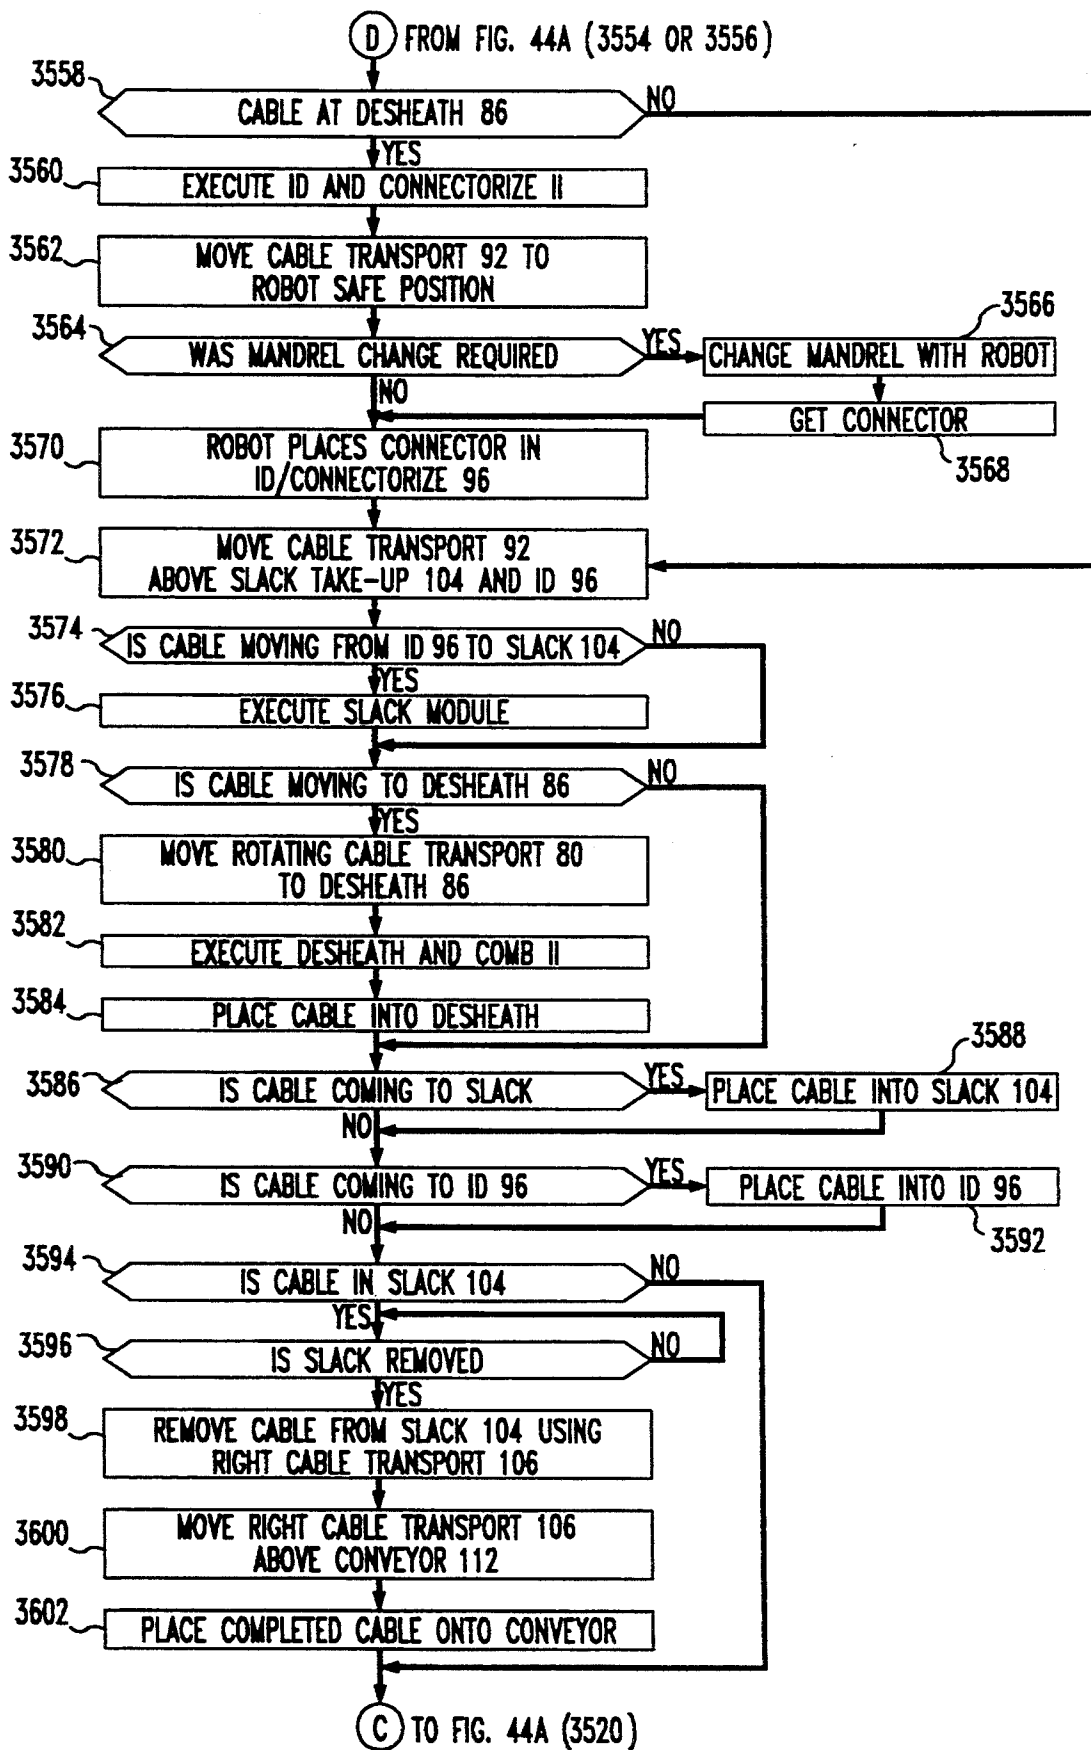 D FROM FIG. 44A (3554 OR 3556)
3558
CABLE AT DESHEATH 86
NO
YES
3560
EXECUTE ID AND CONNECTORIZE II
3562
MOVE CABLE TRANSPORT 92 TO
ROBOT SAFE POSITION
3564
WAS MANDREL CHANGE REQUIRED
YES
NO
3566
CHANGE MANDREL WITH ROBOT
GET CONNECTOR
3568
3570
ROBOT PLACES CONNECTOR IN
ID/CONNECTORIZE 96
3572
MOVE CABLE TRANSPORT 92
ABOVE SLACK TAKE-UP 104 AND ID 96
3574
IS CABLE MOVING FROM ID 96 TO SLACK 104
NO
YES
3576
EXECUTE SLACK MODULE
3578
IS CABLE MOVING TO DESHEATH 86
NO
YES
3580
MOVE ROTATING CABLE TRANSPORT 80
TO DESHEATH 86
3582
EXECUTE DESHEATH AND COMB II
3584
PLACE CABLE INTO DESHEATH
3586
IS CABLE COMING TO SLACK
YES
3588
PLACE CABLE INTO SLACK 104
NO
3590
IS CABLE COMING TO ID 96
YES
PLACE CABLE INTO ID 96
3592
NO
3594
IS CABLE IN SLACK 104
NO
YES
3596
IS SLACK REMOVED
NO
YES
3598
REMOVE CABLE FROM SLACK 104 USING
RIGHT CABLE TRANSPORT 106
3600
MOVE RIGHT CABLE TRANSPORT 106
ABOVE CONVEYOR 112
3602
PLACE COMPLETED CABLE ONTO CONVEYOR
C TO FIG. 44A (3520)